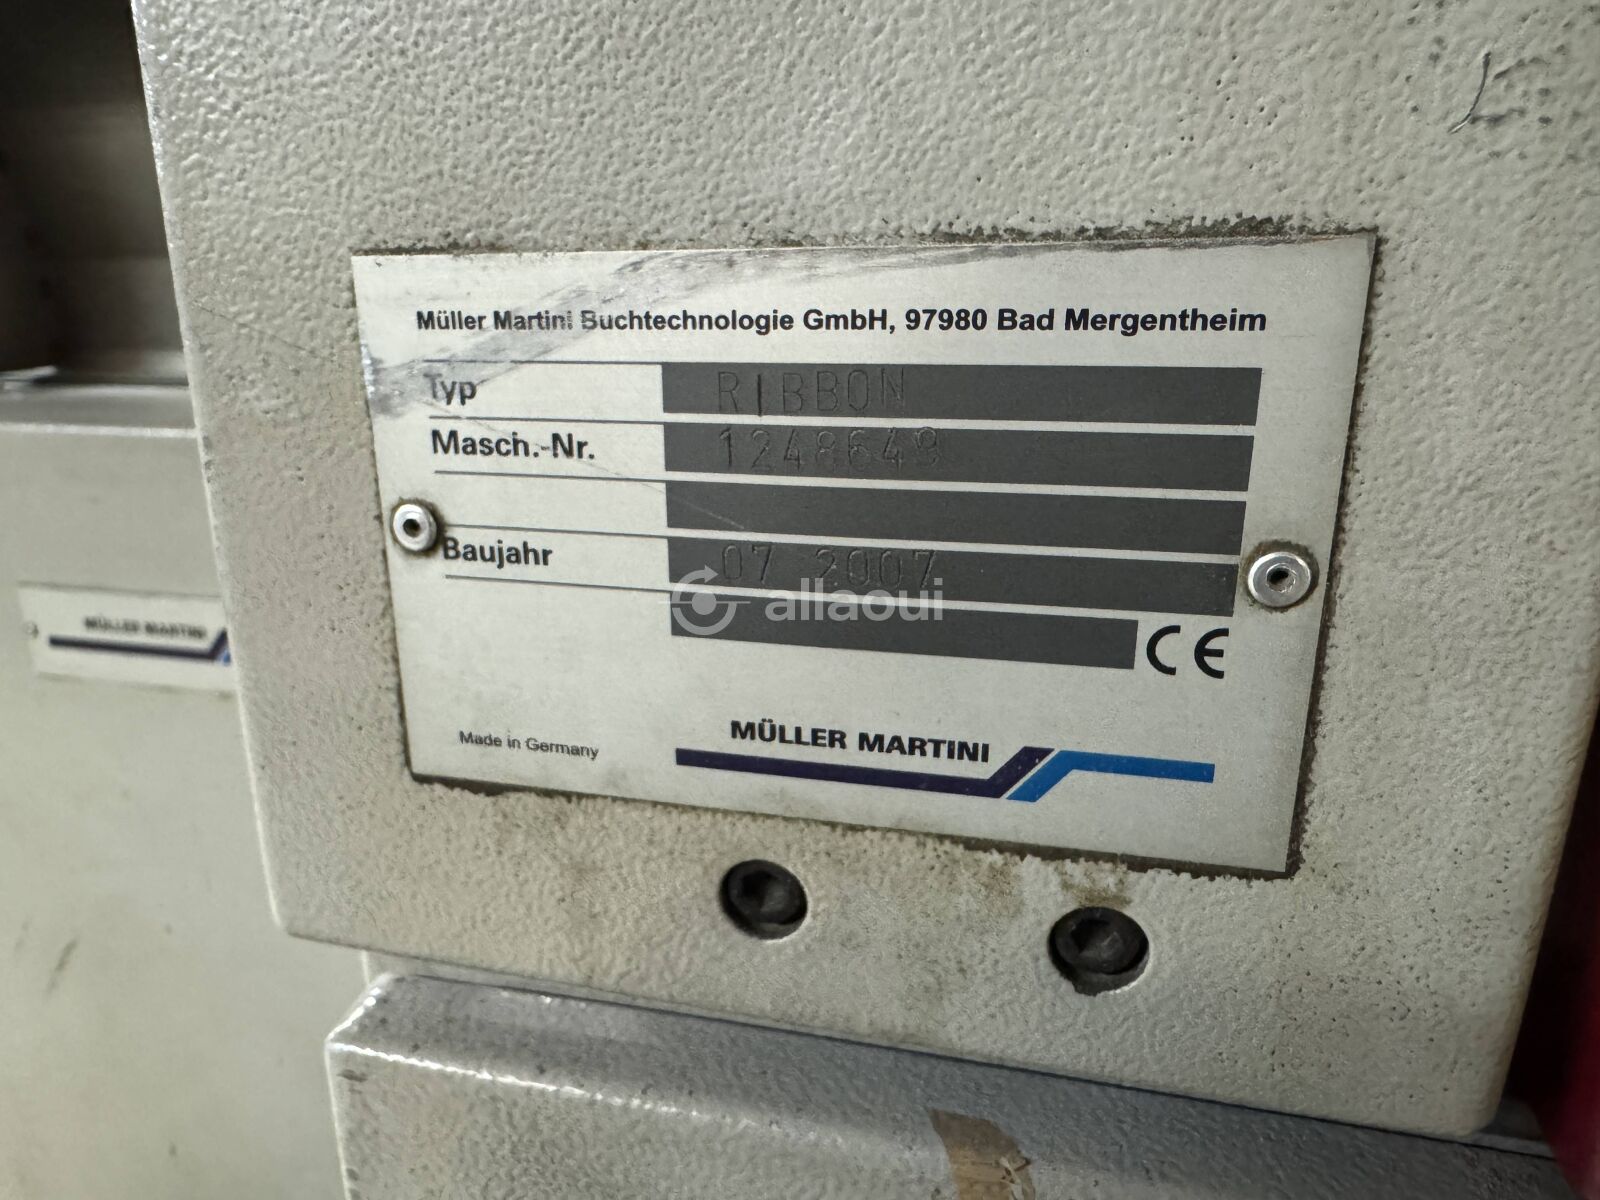 Müller Martini Buchtechnologie GmbH, 97980 Bad Mergentheim
Typ RIBBON
Masch.-Nr. 1248649
Baujahr 07 2007
allaoui
CE
MÜLLER MARTINI
Made in Germany
MÜLLER MARTINI